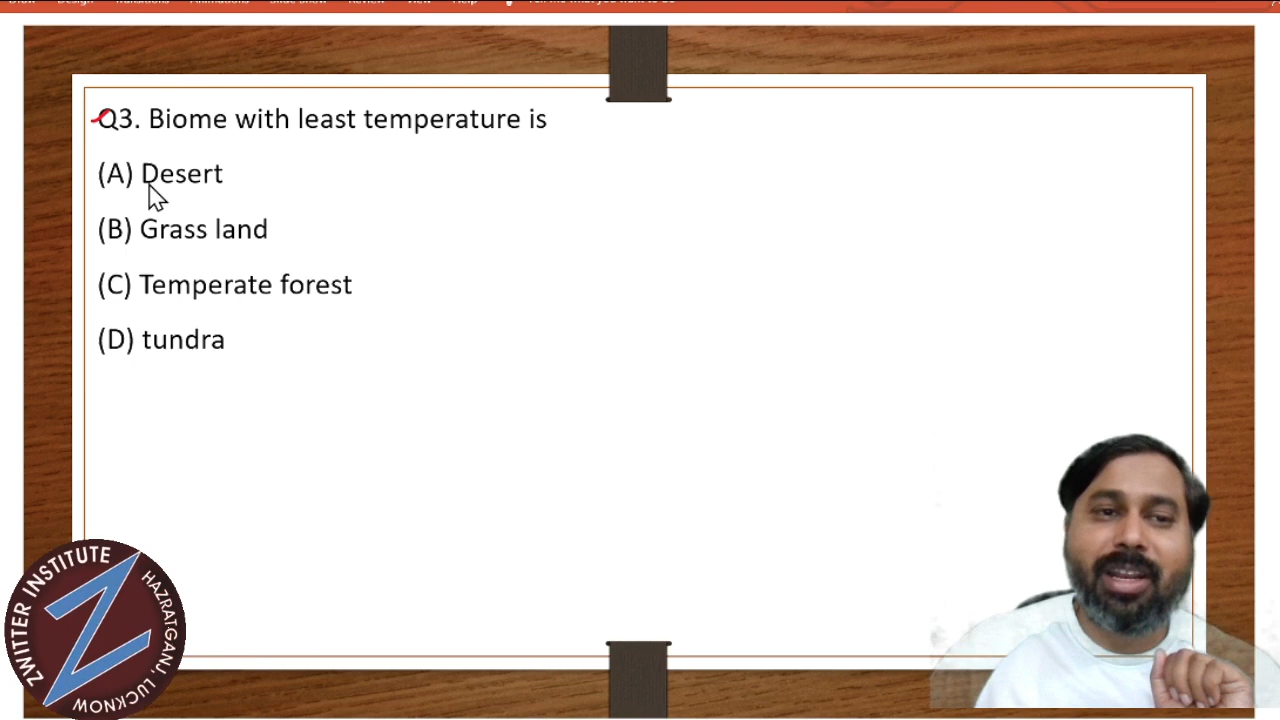 Q3. Biome with least temperature is
(A) Desert
(B) Grass land
(C) Temperate forest
(D) tundra
ZWITTER INSTITUTE
HAZRATGANJ, LUCKNOW